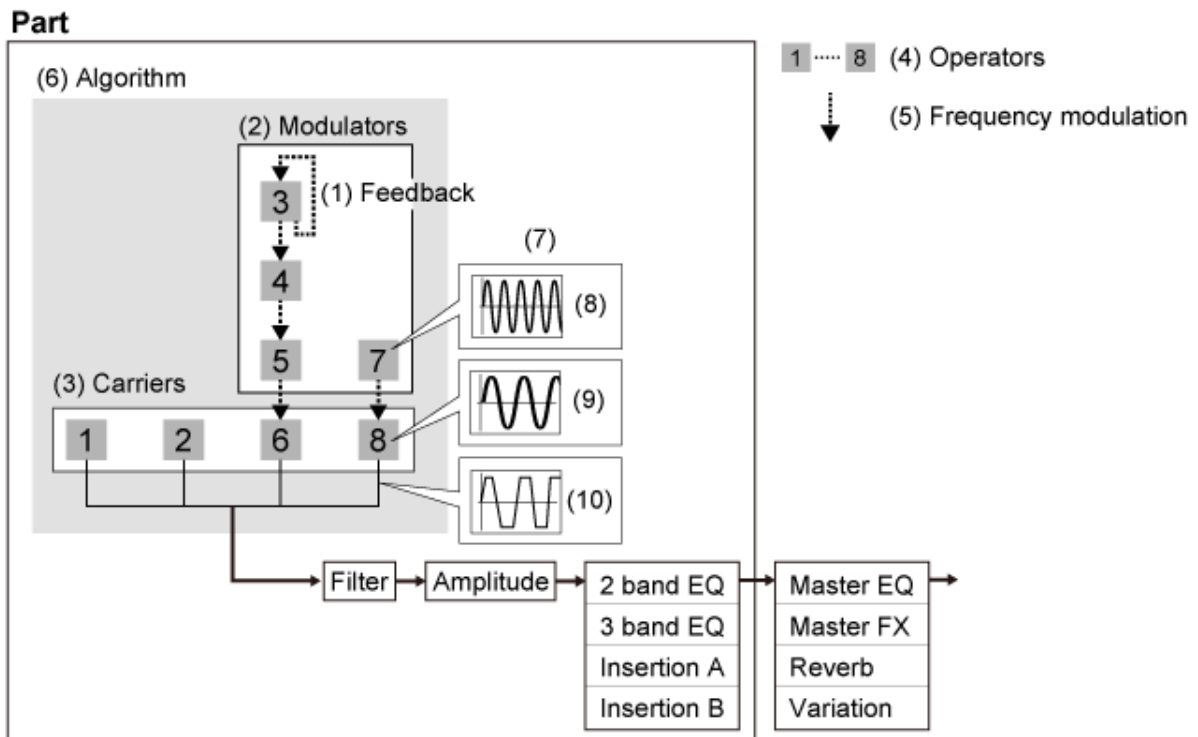 Part
(6) Algorithm
1 8 (4) Operators
(5) Frequency modulation
(2) Modulators
3
(1) Feedback
4
(7)
(8)
5
7
(3) Carriers
(9)
1 2 6 8
(10)
Filter
Amplitude
2 band EQ
3 band EQ
Insertion A
Insertion B
Master EQ
Master FX
Reverb
Variation